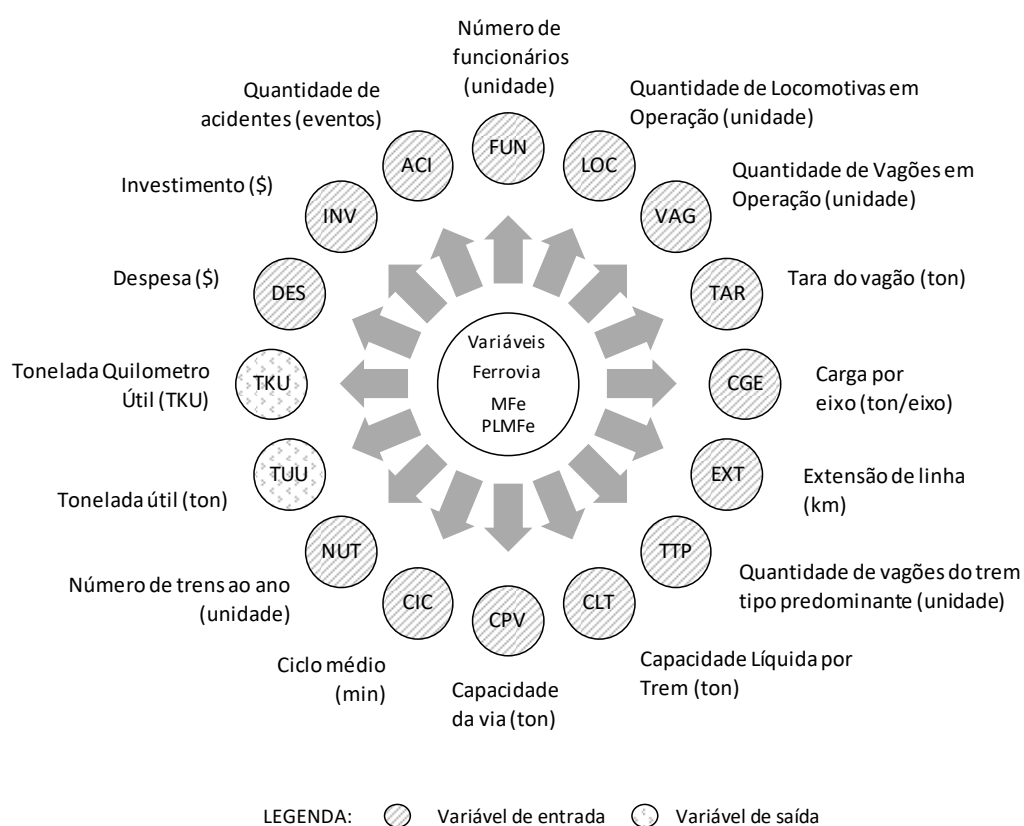 Número de
funcionários
(unidade)
Quantidade de Locomotivas em
Operação (unidade)
Quantidade de
acidentes (eventos)
FUN
ACI
LOC
Quantidade de Vagões em
Operação (unidade)
Investimento ($)
INV
VAG
Despesa ($)
DES
TAR
Tara do vagão (ton)
Variáveis
Ferrovia
MFe
PLMFe
Tonelada Quilometro
Útil (TKU)
TKU
CGE
Carga por
eixo (ton/eixo)
TUU
EXT
Tonelada útil (ton)
Extensão de linha
(km)
NUT
TTP
Número de trens ao ano
(unidade)
Quantidade de vagões do trem
tipo predominante (unidade)
CIC
CPV
CLT
Ciclo médio
(min)
Capacidade
da via (ton)
Capacidade Líquida por
Trem (ton)
LEGENDA: Variável de entrada Variável de saída